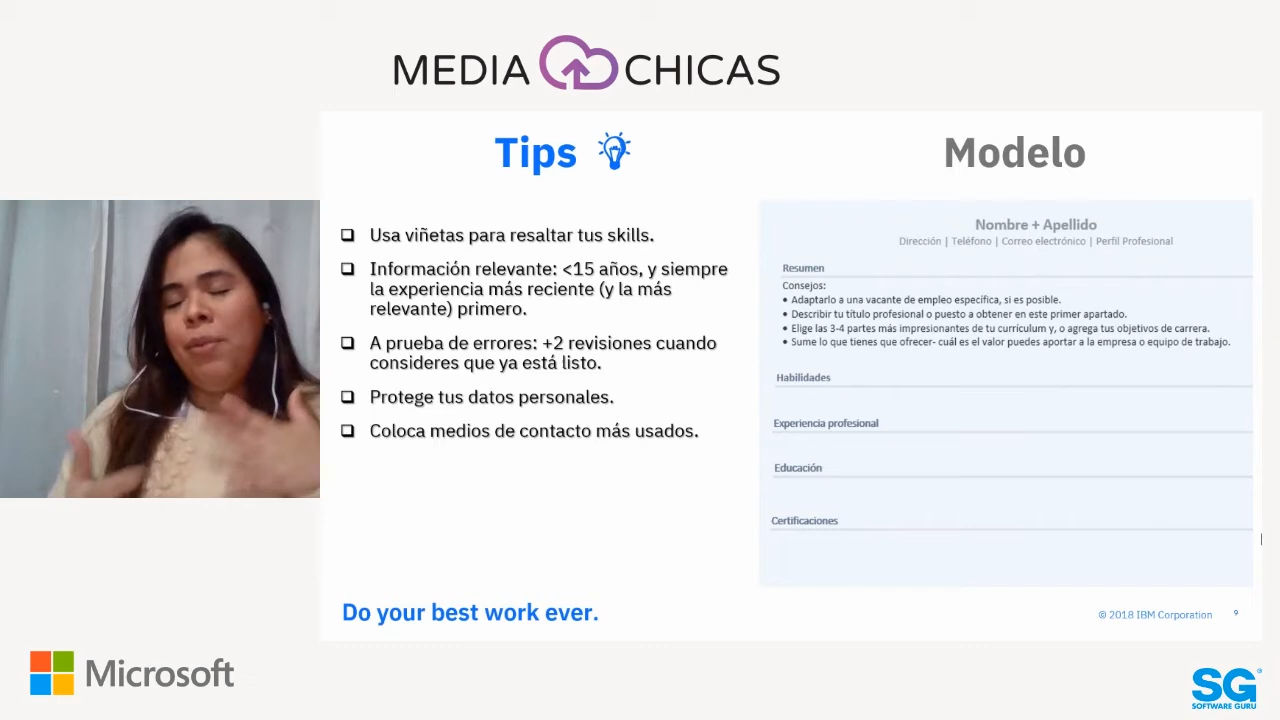 MEDIA CHICAS
Tips
Usa viñetas para resaltar tus skills.
Información relevante: <15 años, y siempre
la experiencia más reciente (y la más
relevante) primero.
A prueba de errores: +2 revisiones cuando
consideres que ya está listo.
Protege tus datos personales.
Coloca medios de contacto más usados.
Modelo
Nombre + Apellido
Dirección | Teléfono | Correo electrónico | Perfil Profesional
Resumen
Consejos:
• Adaptarlo a una vacante de empleo específica, si es posible.
• Describir tu título profesional o puesto a obtener en este primer apartado.
• Elige las 3-4 partes más impresionantes de tu currículum y, o agrega tus objetivos de carrera.
• Sume lo que tienes que ofrecer- cuál es el valor puedes aportar a la empresa o equipo de trabajo.
Habilidades
Experiencia profesional
Educación
Certificaciones
Do your best work ever.
© 2018 IBM Corporation 9
Microsoft
SG
SOFTWARE GURU